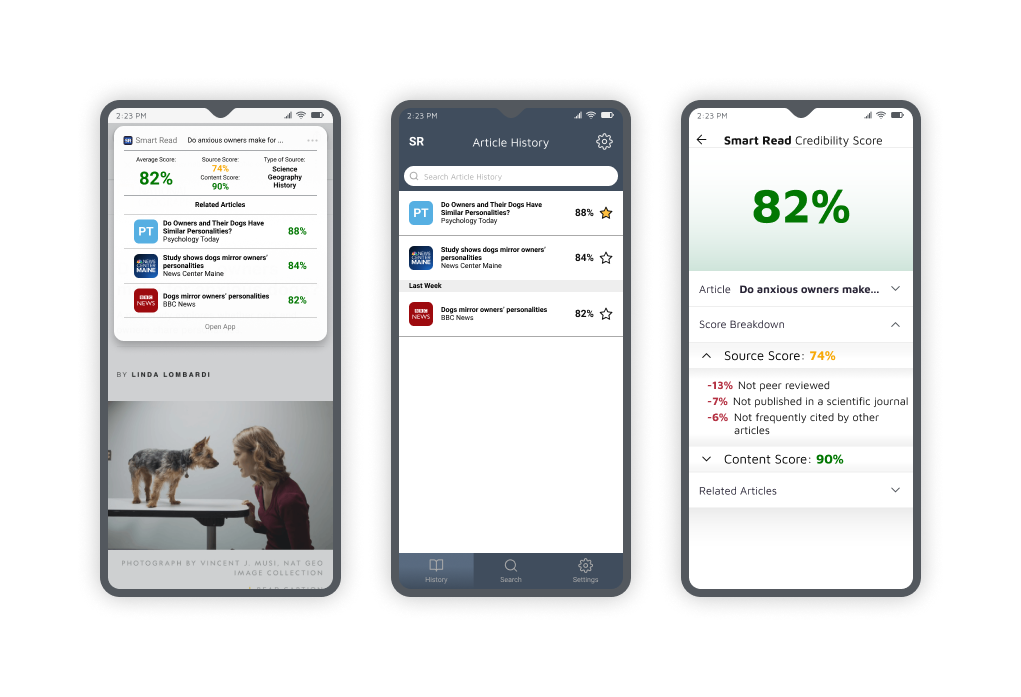 2:23 PM
SR Smart Read Do anxious owners make for ...
Average Score:
82%
Source Score:
74%
Content Score:
90%
Type of Source:
Science
Geography
History
Related Articles
PT
Do Owners and Their Dogs Have
Similar Personalities?
Psychology Today
88%
NEWS
CENTER
MAINE
Study shows dogs mirror owners'
personalities
News Center Maine
84%
BBC
NEWS
Dogs mirror owners' personalities
BBC News
82%
Open App
BY LINDA LOMBARDI
PHOTOGRAPH BY VINCENT J. MUSI, NAT GEO
IMAGE COLLECTION
2:23 PM
SR
Article History
Search Article History
PT
Do Owners and Their Dogs Have
Similar Personalities?
Psychology Today
88%
NEWS
CENTER
MAINE
Study shows dogs mirror owners'
personalities
News Center Maine
84%
Last Week
BBC
NEWS
Dogs mirror owners' personalities
BBC News
82%
History
Search
Settings
2:23 PM
Smart Read Credibility Score
82%
Article Do anxious owners make...
Score Breakdown
Source Score: 74%
-13% Not peer reviewed
-7% Not published in a scientific journal
-6% Not frequently cited by other
articles
Content Score: 90%
Related Articles